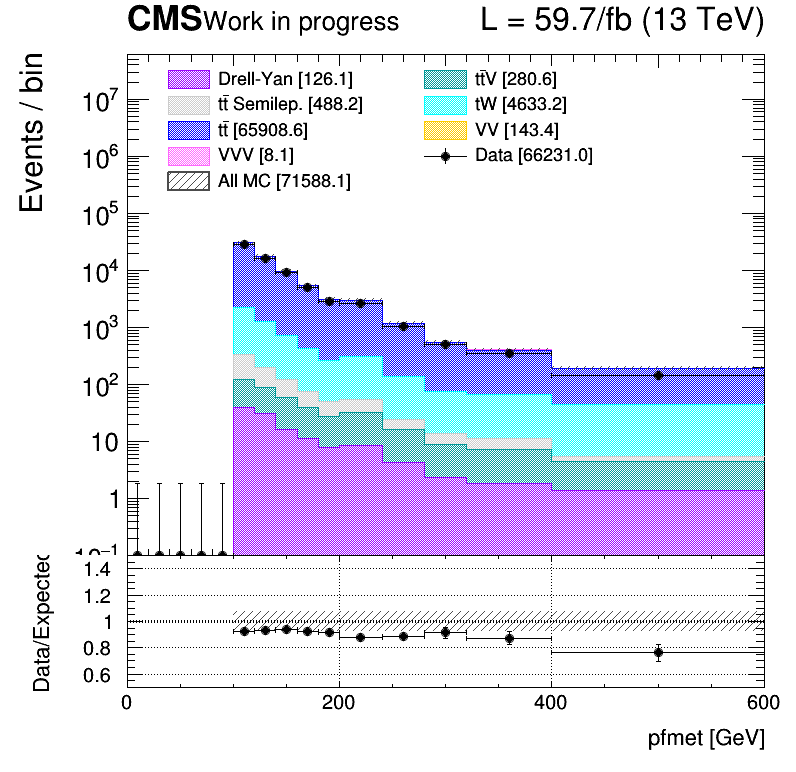 CMS Work in progress L = 59.7/fb (13 TeV)
Events / bin
Drell-Yan [126.1] tt̄V [280.6]
tt̄ Semilep. [488.2] tW [4633.2]
tt̄ [65908.6] VV [143.4]
VVV [8.1] Data [66231.0]
All MC [71588.1]
10⁷
10⁶
10⁵
10⁴
10³
10²
10
1
10⁻¹
Data/Expected
1.4
1.2
1
0.8
0.6
0 200 400 600
pfmet [GeV]